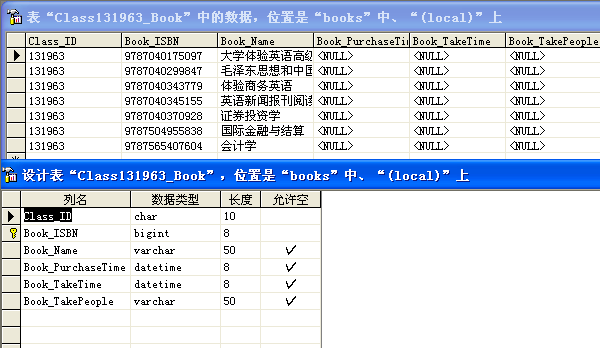 表“Class131963_Book”中的数据，位置是“books”中、“(local)”上
Class_ID Book_ISBN Book_Name Book_PurchaseTim Book_TakeTime Book_TakePeople
131963 9787040175097 大学体验英语高级 <NULL> <NULL> <NULL>
131963 9787040299847 毛泽东思想和中国 <NULL> <NULL> <NULL>
131963 9787040343779 体验商务英语 <NULL> <NULL> <NULL>
131963 9787040345155 英语新闻报刊阅读 <NULL> <NULL> <NULL>
131963 9787040370928 证券投资学 <NULL> <NULL> <NULL>
131963 9787504955838 国际金融与结算 <NULL> <NULL> <NULL>
131963 9787565407604 会计学 <NULL> <NULL> <NULL>
设计表“Class131963_Book”，位置是“books”中、“(local)”上
列名 数据类型 长度 允许空
Class_ID char 10
Book_ISBN bigint 8
Book_Name varchar 50 ✓
Book_PurchaseTime datetime 8 ✓
Book_TakeTime datetime 8 ✓
Book_TakePeople varchar 50 ✓